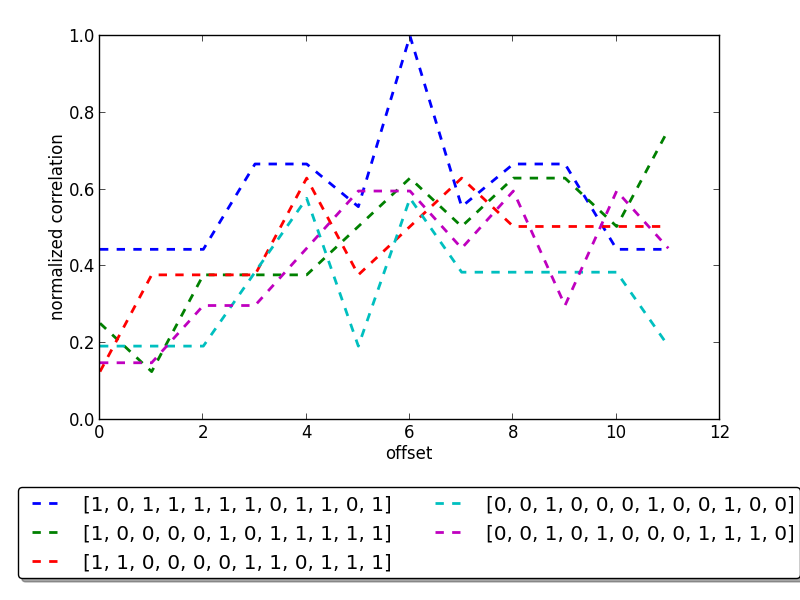 1.0
0.8
0.6
0.4
0.2
0.0
normalized correlation
0 2 4 6 8 10 12
offset
[1, 0, 1, 1, 1, 1, 1, 0, 1, 1, 0, 1]
[1, 0, 0, 0, 0, 1, 0, 1, 1, 1, 1, 1]
[1, 1, 0, 0, 0, 0, 1, 1, 0, 1, 1, 1]
[0, 0, 1, 0, 0, 0, 1, 0, 0, 1, 0, 0]
[0, 0, 1, 0, 1, 0, 0, 0, 1, 1, 1, 0]